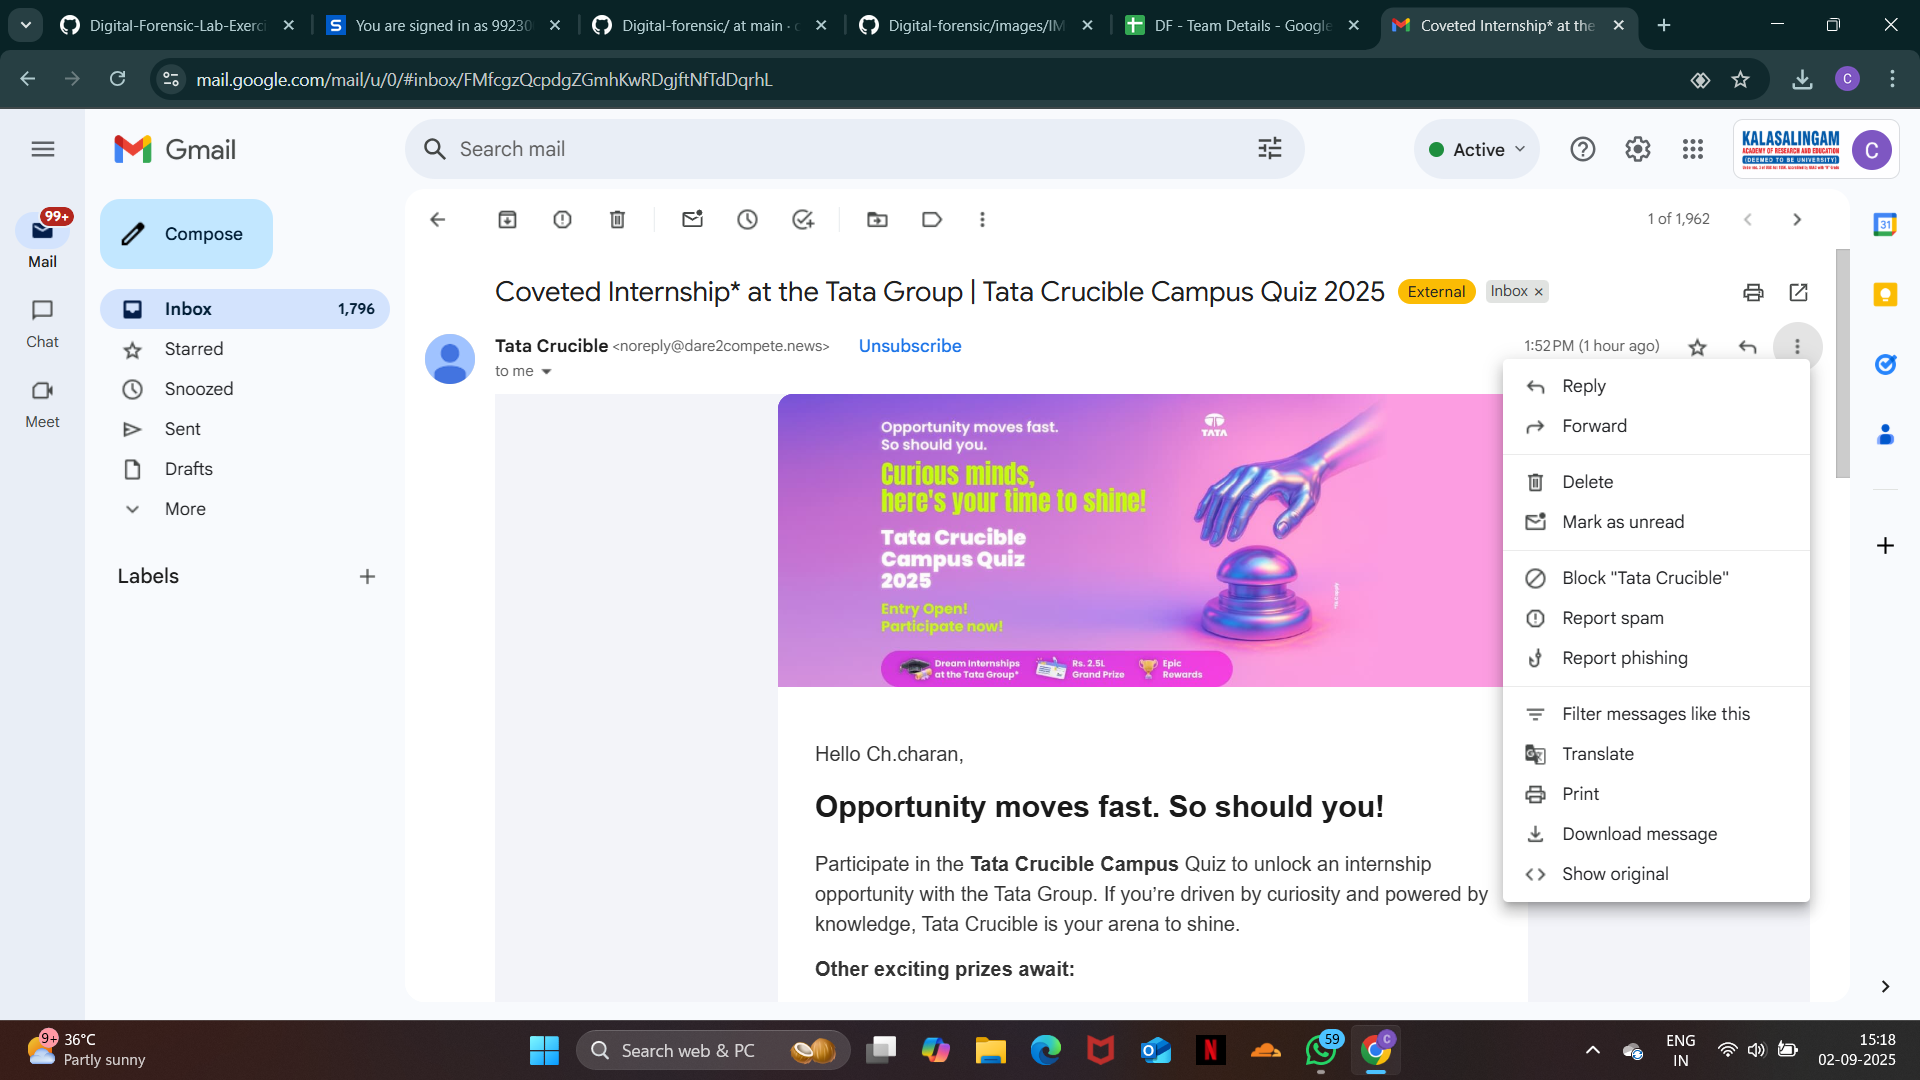 Digital-Forensic-Lab-Exerci
You are signed in as 99230
Digital-forensic/ at main ·
Digital-forensic/images/IM
DF - Team Details - Google
Coveted Internship* at the
mail.google.com/mail/u/0/#inbox/FMfcgzQcpdgZGmhKwRDgjftNfTdDqrhL
C
Gmail
Search mail
Active
KALASALINGAM
ACADEMY OF RESEARCH AND EDUCATION
(DEEMED TO BE UNIVERSITY)
C
99+
Mail
Chat
Meet
Compose
Inbox 1,796
Starred
Snoozed
Sent
Drafts
More
Labels
1 of 1,962
31
Coveted Internship* at the Tata Group | Tata Crucible Campus Quiz 2025
External
Inbox ×
Tata Crucible <noreply@dare2compete.news> Unsubscribe
1:52 PM (1 hour ago)
to me
Opportunity moves fast.
So should you.
TATA
Curious minds,
here's your time to shine!
Tata Crucible
Campus Quiz
2025
Entry Open!
Participate now!
Dream Internships
at the Tata Group*
Rs. 2.5L
Grand Prize
Epic
Rewards
Hello Ch.charan,
Opportunity moves fast. So should you!
Participate in the Tata Crucible Campus Quiz to unlock an internship
opportunity with the Tata Group. If you’re driven by curiosity and powered by
knowledge, Tata Crucible is your arena to shine.
Other exciting prizes await:
Reply
Forward
Delete
Mark as unread
Block "Tata Crucible"
Report spam
Report phishing
Filter messages like this
Translate
Print
Download message
Show original
9+
36°C
Partly sunny
Search web & PC
59
C
ENG
IN
15:18
02-09-2025